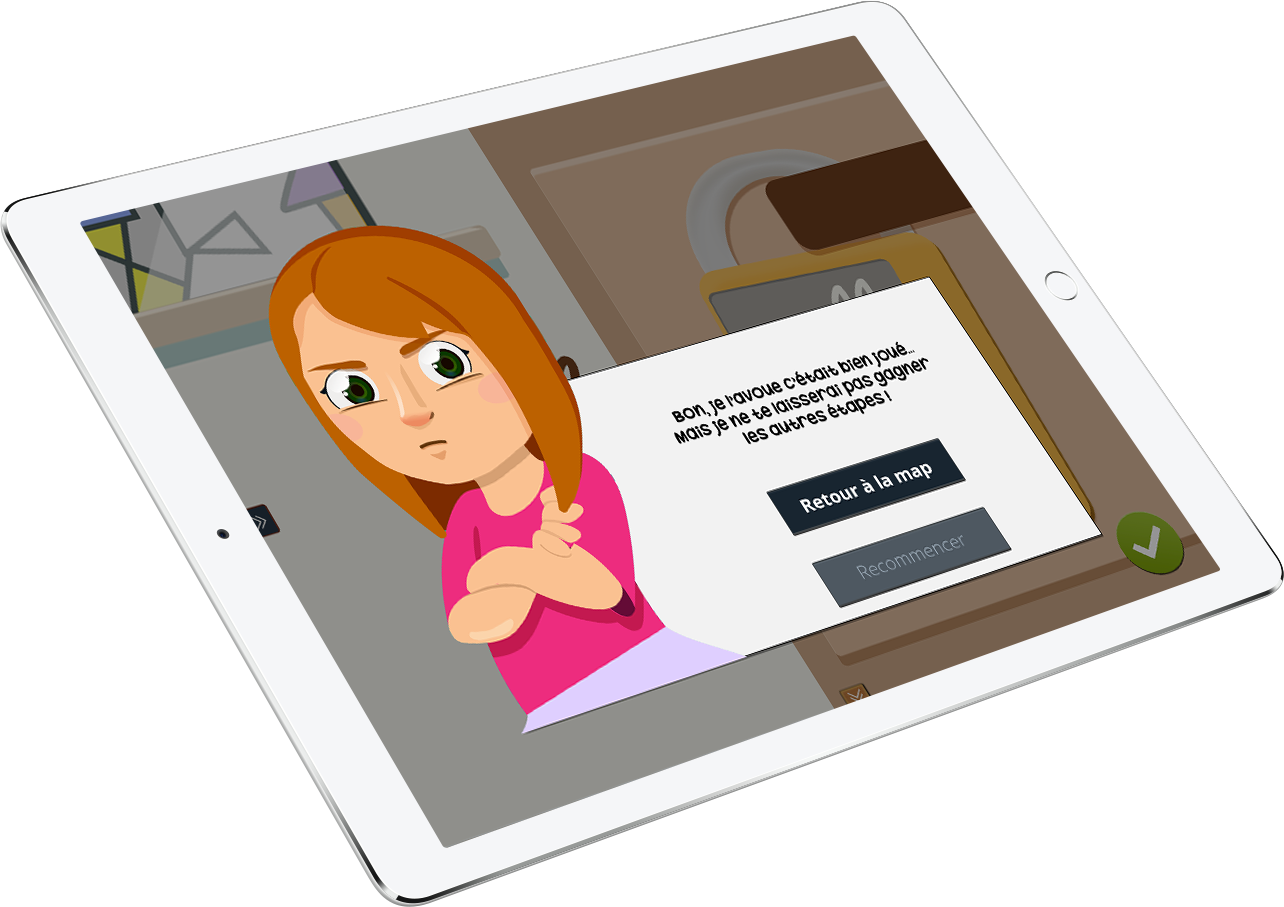 Bon, je l'avoue c'était bien joué...
Mais je ne te laisserai pas gagner
les autres étapes !
Retour à la map
Recommencer